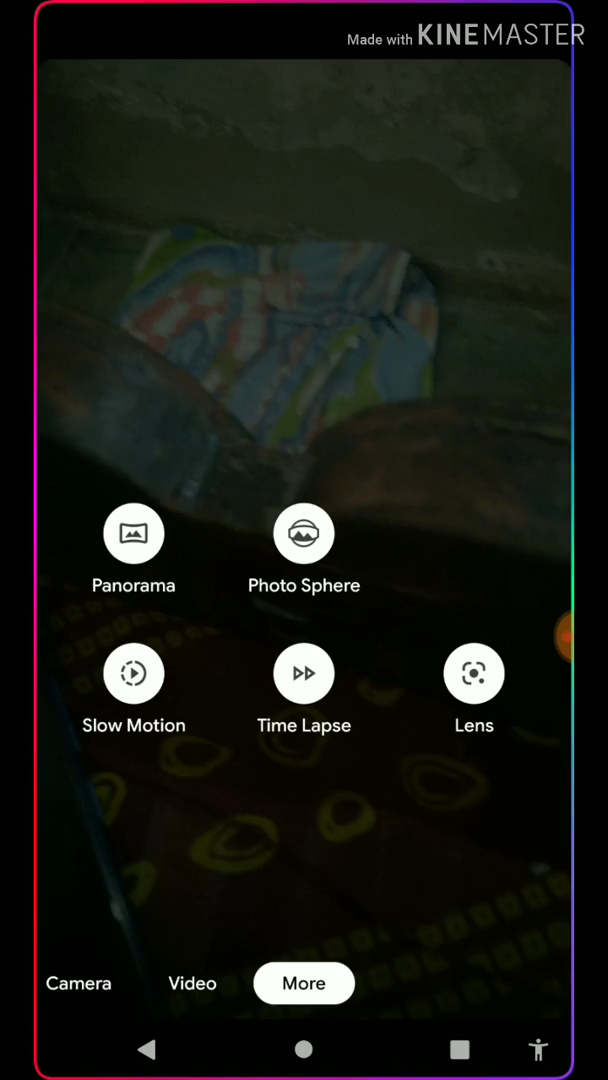 Made with KINEMASTER
Panorama
Photo Sphere
Slow Motion
Time Lapse
Lens
Camera
Video
More